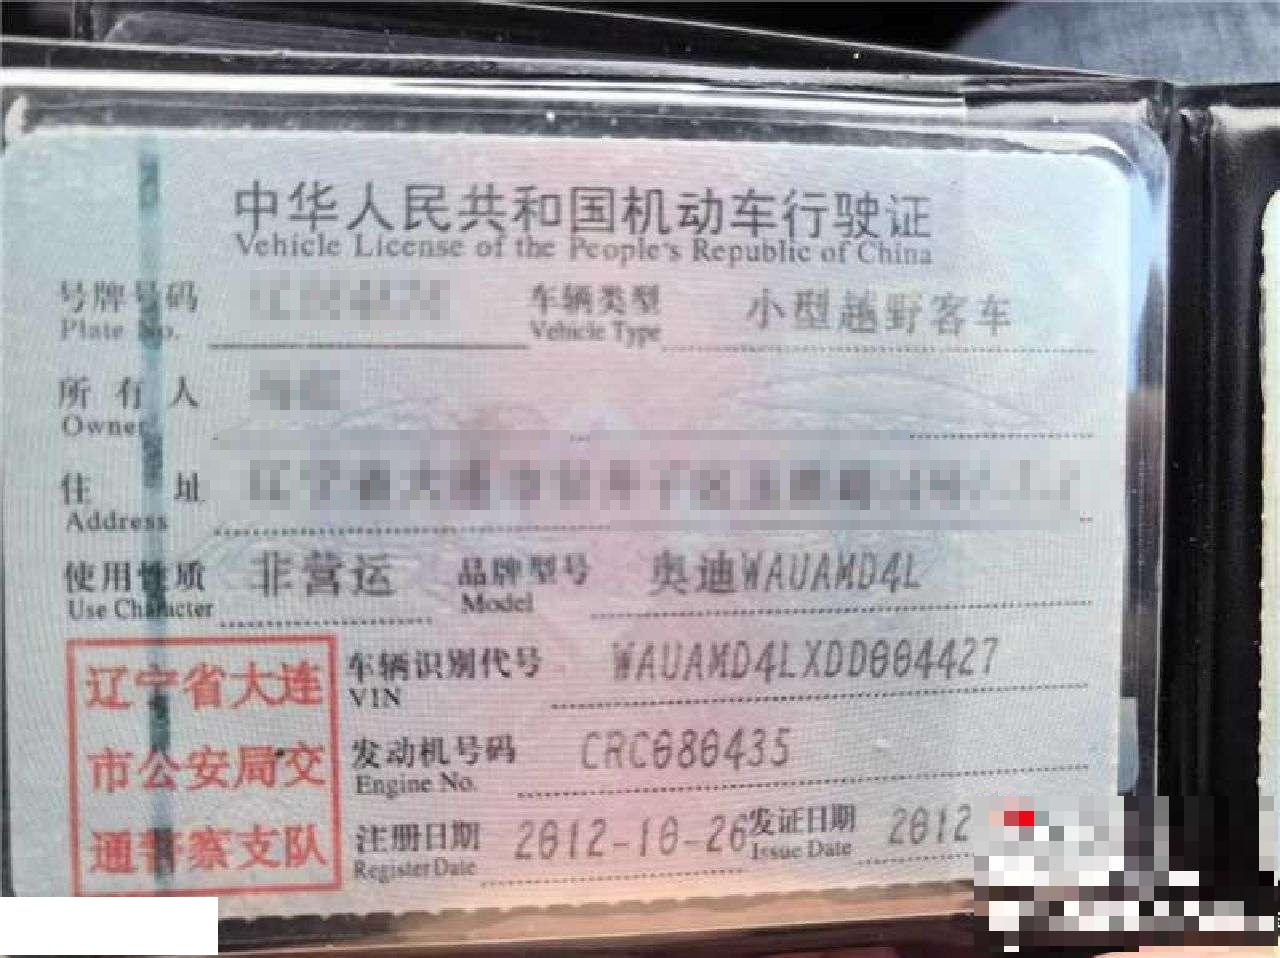 中华人民共和国机动车行驶证
Vehicle License of the People's Republic of China
号牌号码 车辆类型 小型越野客车
Plate No. Vehicle Type
所有人
Owner
住址
Address
使用性质 非营运 品牌型号 奥迪WAUAMD4L
Use Character Model
辽宁省大连
市公安局交
通警察支队
车辆识别代号 WAUAMD4LXDD004427
VIN
发动机号码 CRC080435
Engine No.
注册日期 2012-10-26 发证日期 2012
Register Date Issue Date